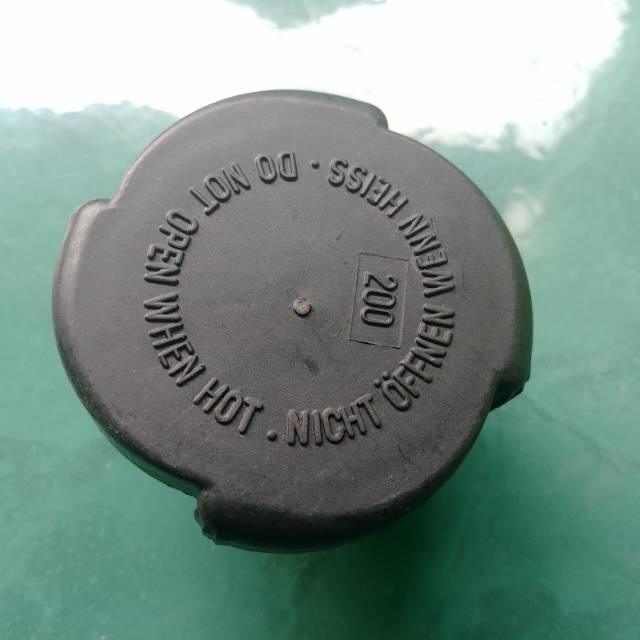 DO NOT OPEN WHEN HOT · NICHT ÖFFNEN WENN HEISS ·
200